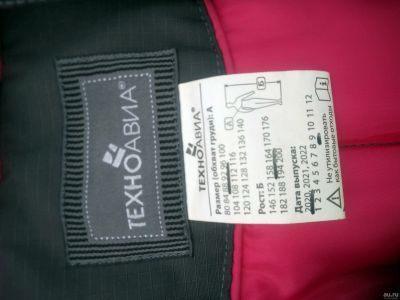 ТЕХНОАВИА®
ТЕХНОАВИА®
А
Б
Размер (обхват груди): А
80 84 88 92 96 100
104 108 112 116
120 124 128 132 136 140
Рост: Б
146 152 158 164 170 176
182 188 194 200
Дата выпуска:
2020, 2021, 2022
1 2 3 4 5 6 7 8 9 10 11 12
Не утилизировать
как бытовые отходы
au.ru